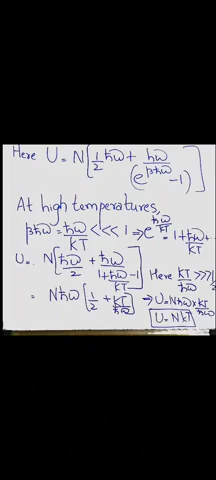 Here U = N[1/2 ħω + ħω/(e^βħω -1)]
At high temperatures,
βħω = ħω/KT <<< 1 ⇒ e^ħω/KT = 1+ħω/KT +
U = N[ħω/2 + ħω/(1+ħω/KT -1)] Here KT/ħω >>> 1/2
= Nħω[1/2 + KT/ħω] ⇒ U = Nħω × KT/ħω
U = NKT